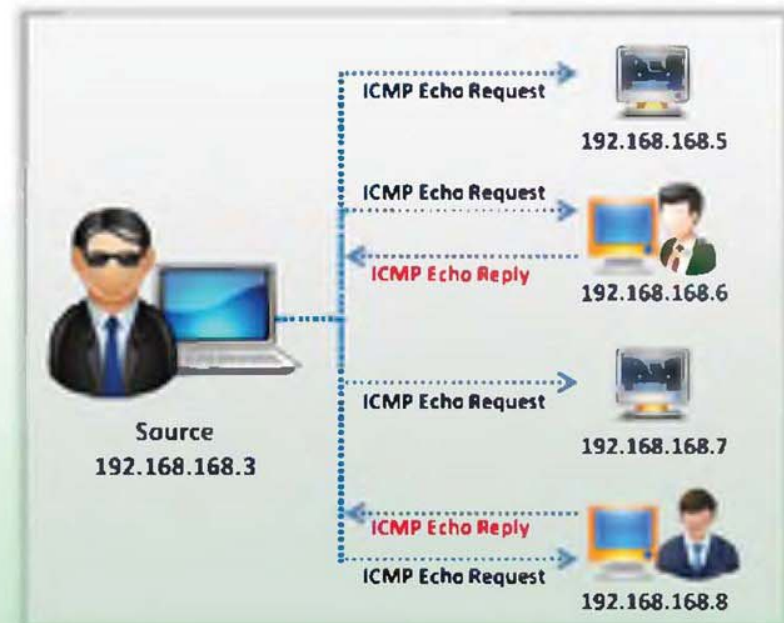 ICMP Echo Request
192.168.168.5
ICMP Echo Request
ICMP Echo Reply
192.168.168.6
Source
192.168.168.3
ICMP Echo Request
192.168.168.7
ICMP Echo Reply
ICMP Echo Request
192.168.168.8